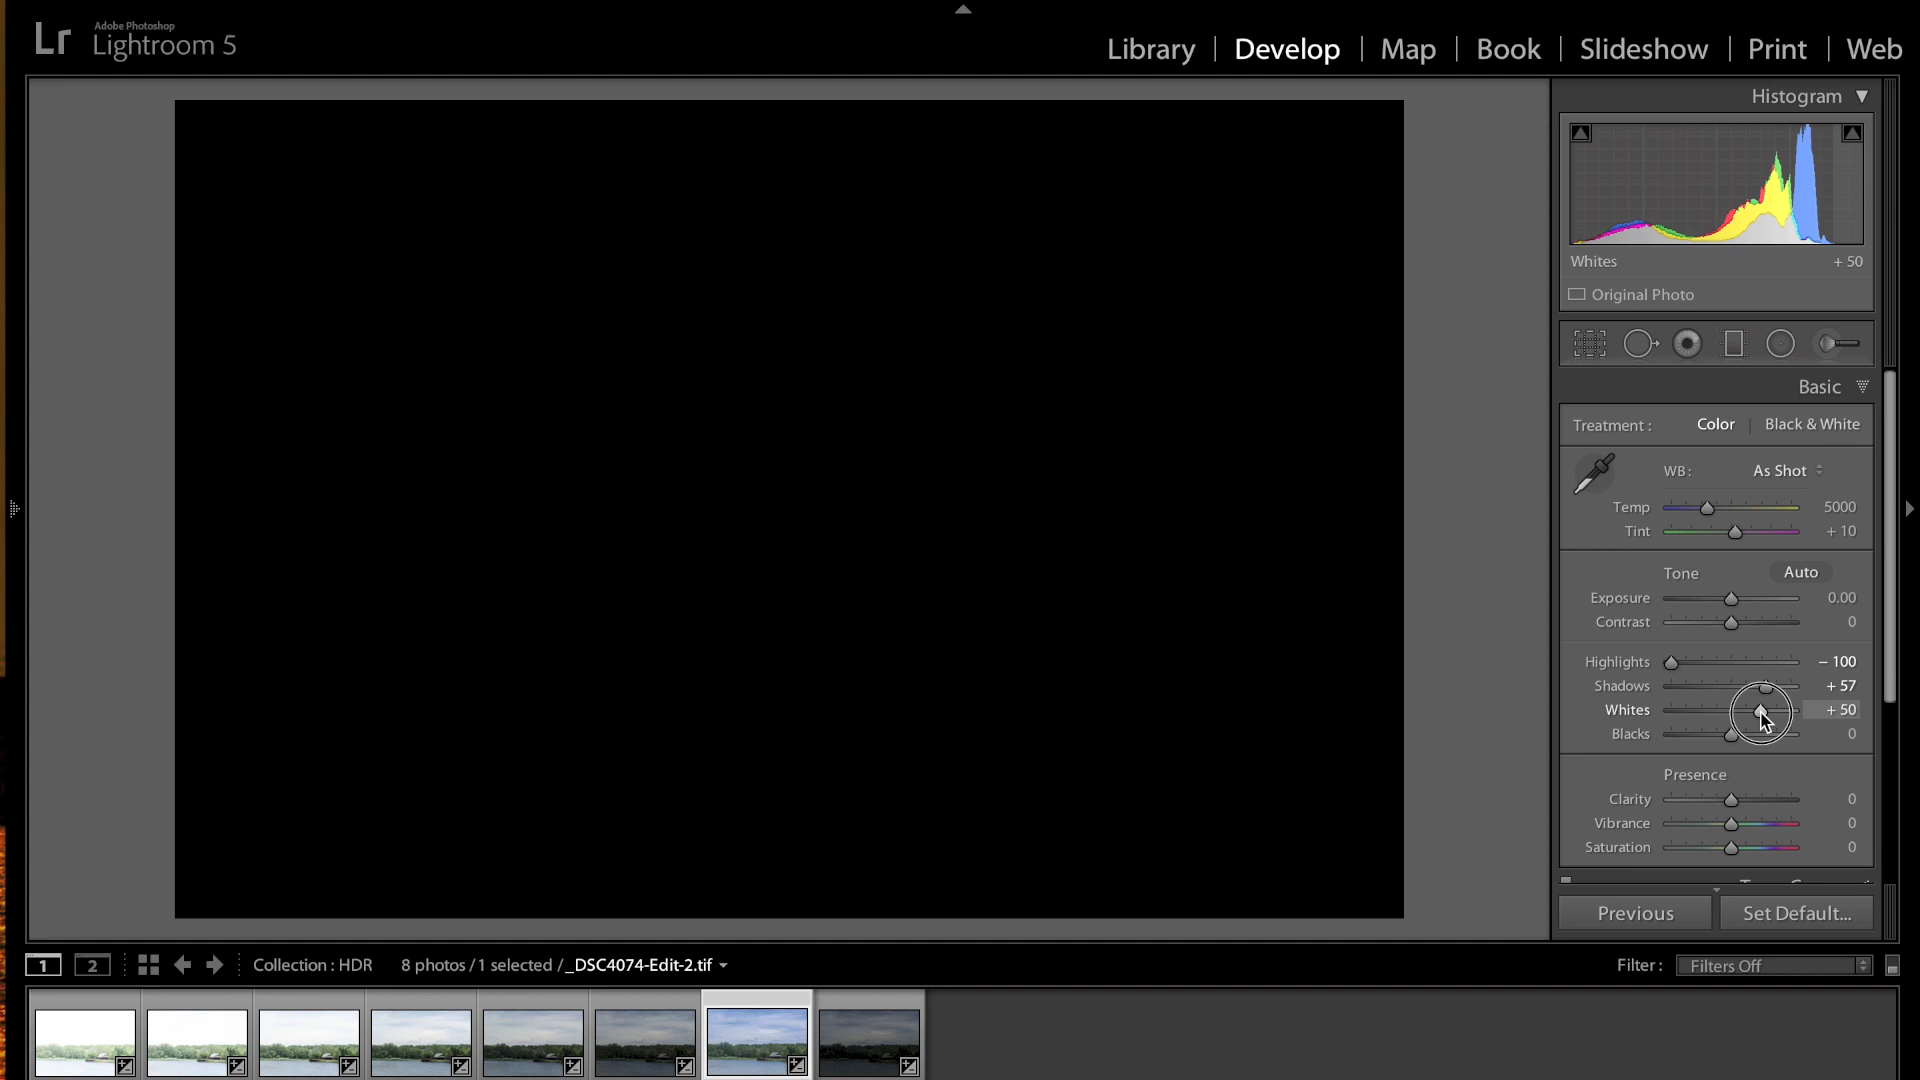 Lr Adobe Photoshop
Lightroom 5
Library | Develop | Map | Book | Slideshow | Print | Web
Histogram
Whites + 50
Original Photo
Basic
Treatment : Color | Black & White
WB : As Shot
Temp 5000
Tint + 10
Tone Auto
Exposure 0.00
Contrast 0
Highlights – 100
Shadows + 57
Whites + 50
Blacks 0
Presence
Clarity 0
Vibrance 0
Saturation 0
Previous Set Default...
1 2 Collection : HDR 8 photos / 1 selected / _DSC4074-Edit-2.tif Filter : Filters Off